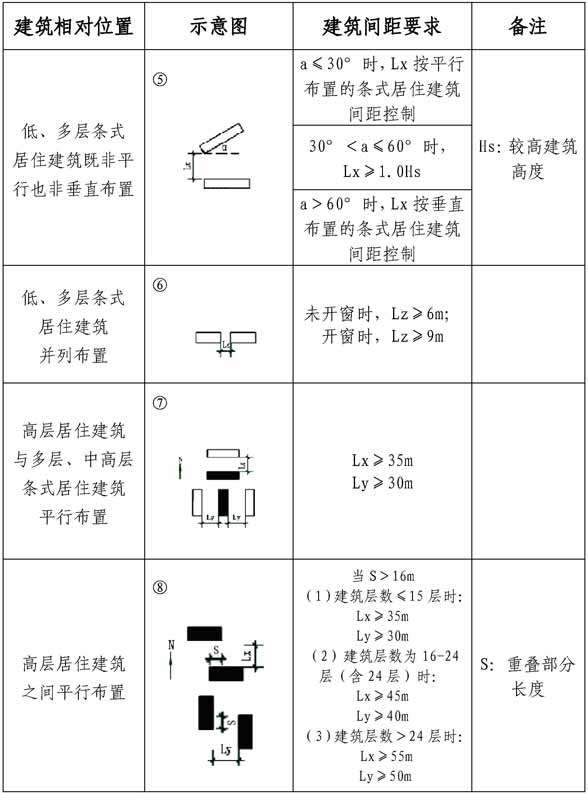 建筑相对位置 示意图 建筑间距要求 备注
低、多层条式
居住建筑既非平
行也非垂直布置
⑤
a
Lx
a≤30° 时,Lx 按平行
布置的条式居住建筑
间距控制
30° <a≤60° 时,
Lx≥1.0Hs
a>60° 时,Lx 按垂直
布置的条式居住建筑
间距控制
Hs: 较高建筑
高度
低、多层条式
居住建筑
并列布置
⑥
未开窗时, Lz≥6m;
开窗时, Lz≥9m
高层居住建筑
与多层、中高层
条式居住建筑
平行布置
⑦
Lx
Ly Ly
Lx≥35m
Ly≥30m
高层居住建筑
之间平行布置
⑧
N
S
Lx
S
Ly
当 S>16m
(1)建筑层数≤15 层时:
Lx≥35m
Ly≥30m
(2) 建筑层数为 16-24
层(含 24 层)时:
Lx≥45m
Ly≥40m
(3)建筑层数>24 层时:
Lx≥55m
Ly≥50m
S: 重叠部分
长度